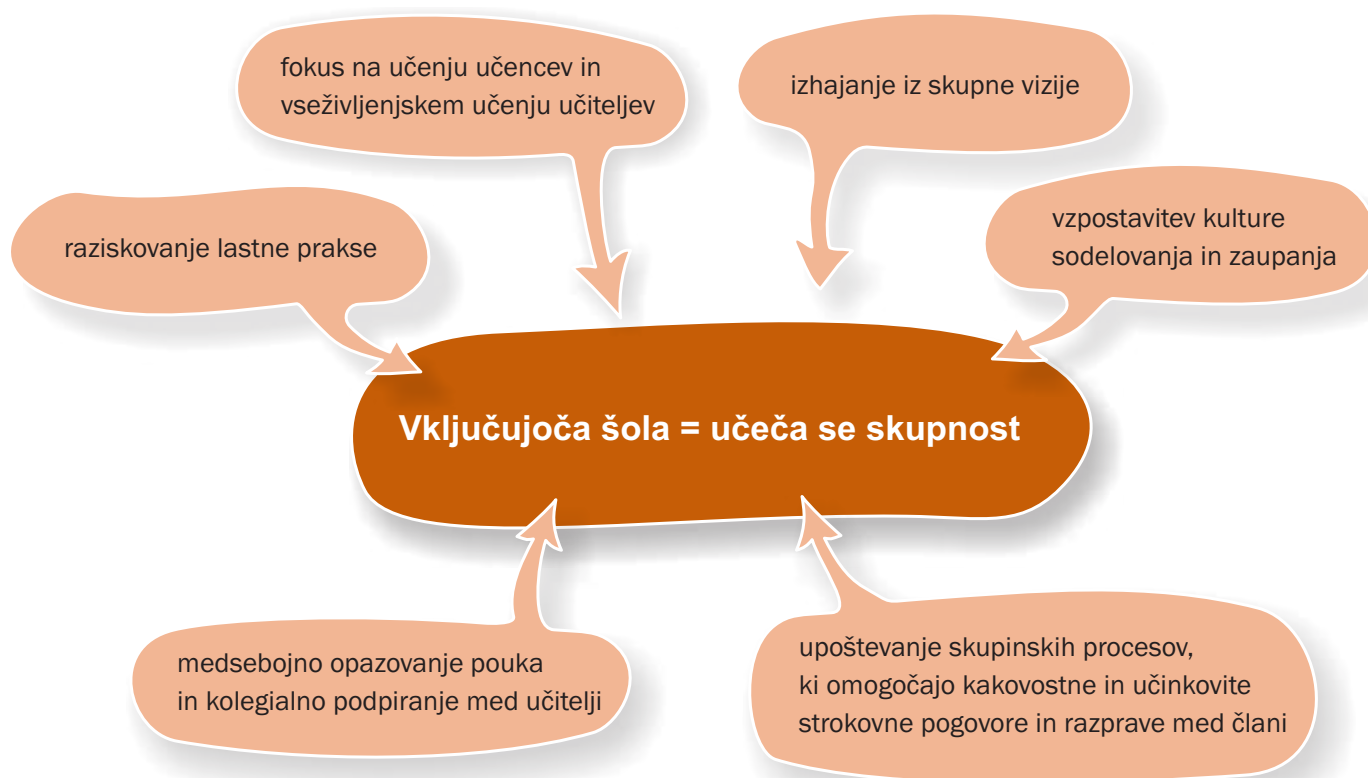 fokus na učenju učencev in
vseživljenjskem učenju učiteljev
izhajanje iz skupne vizije
raziskovanje lastne prakse
vzpostavitev kulture
sodelovanja in zaupanja
Vključujoča šola = učeča se skupnost
medsebojno opazovanje pouka
in kolegialno podpiranje med učitelji
upoštevanje skupinskih procesov,
ki omogočajo kakovostne in učinkovite
strokovne pogovore in razprave med člani